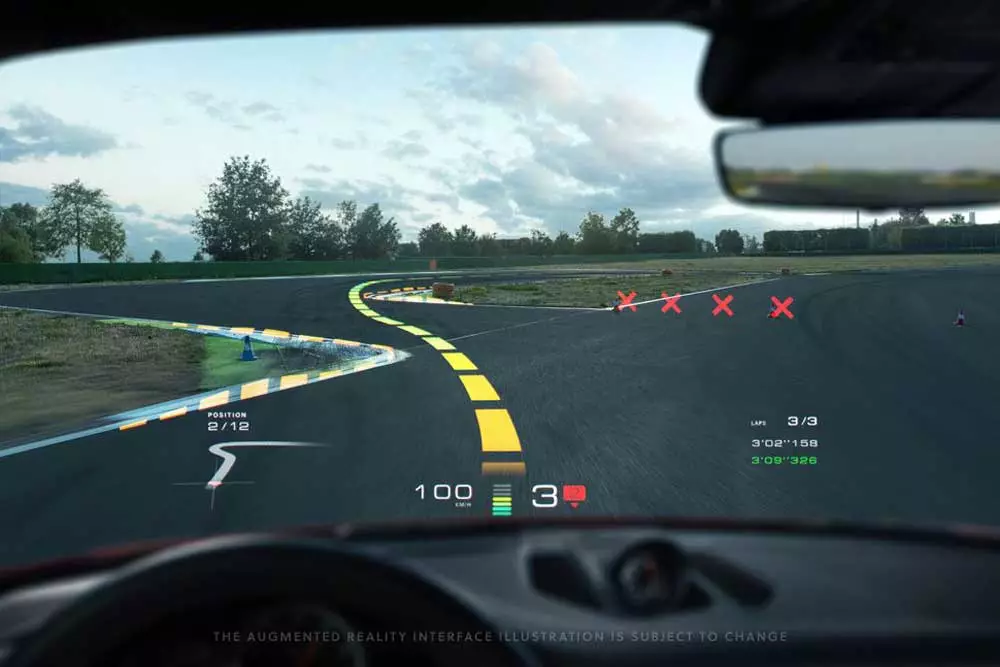 POSITION
2/12
LAPS 3/3
3'02''158
3'09''326
100 3
KM/H
THE AUGMENTED REALITY INTERFACE ILLUSTRATION IS SUBJECT TO CHANGE